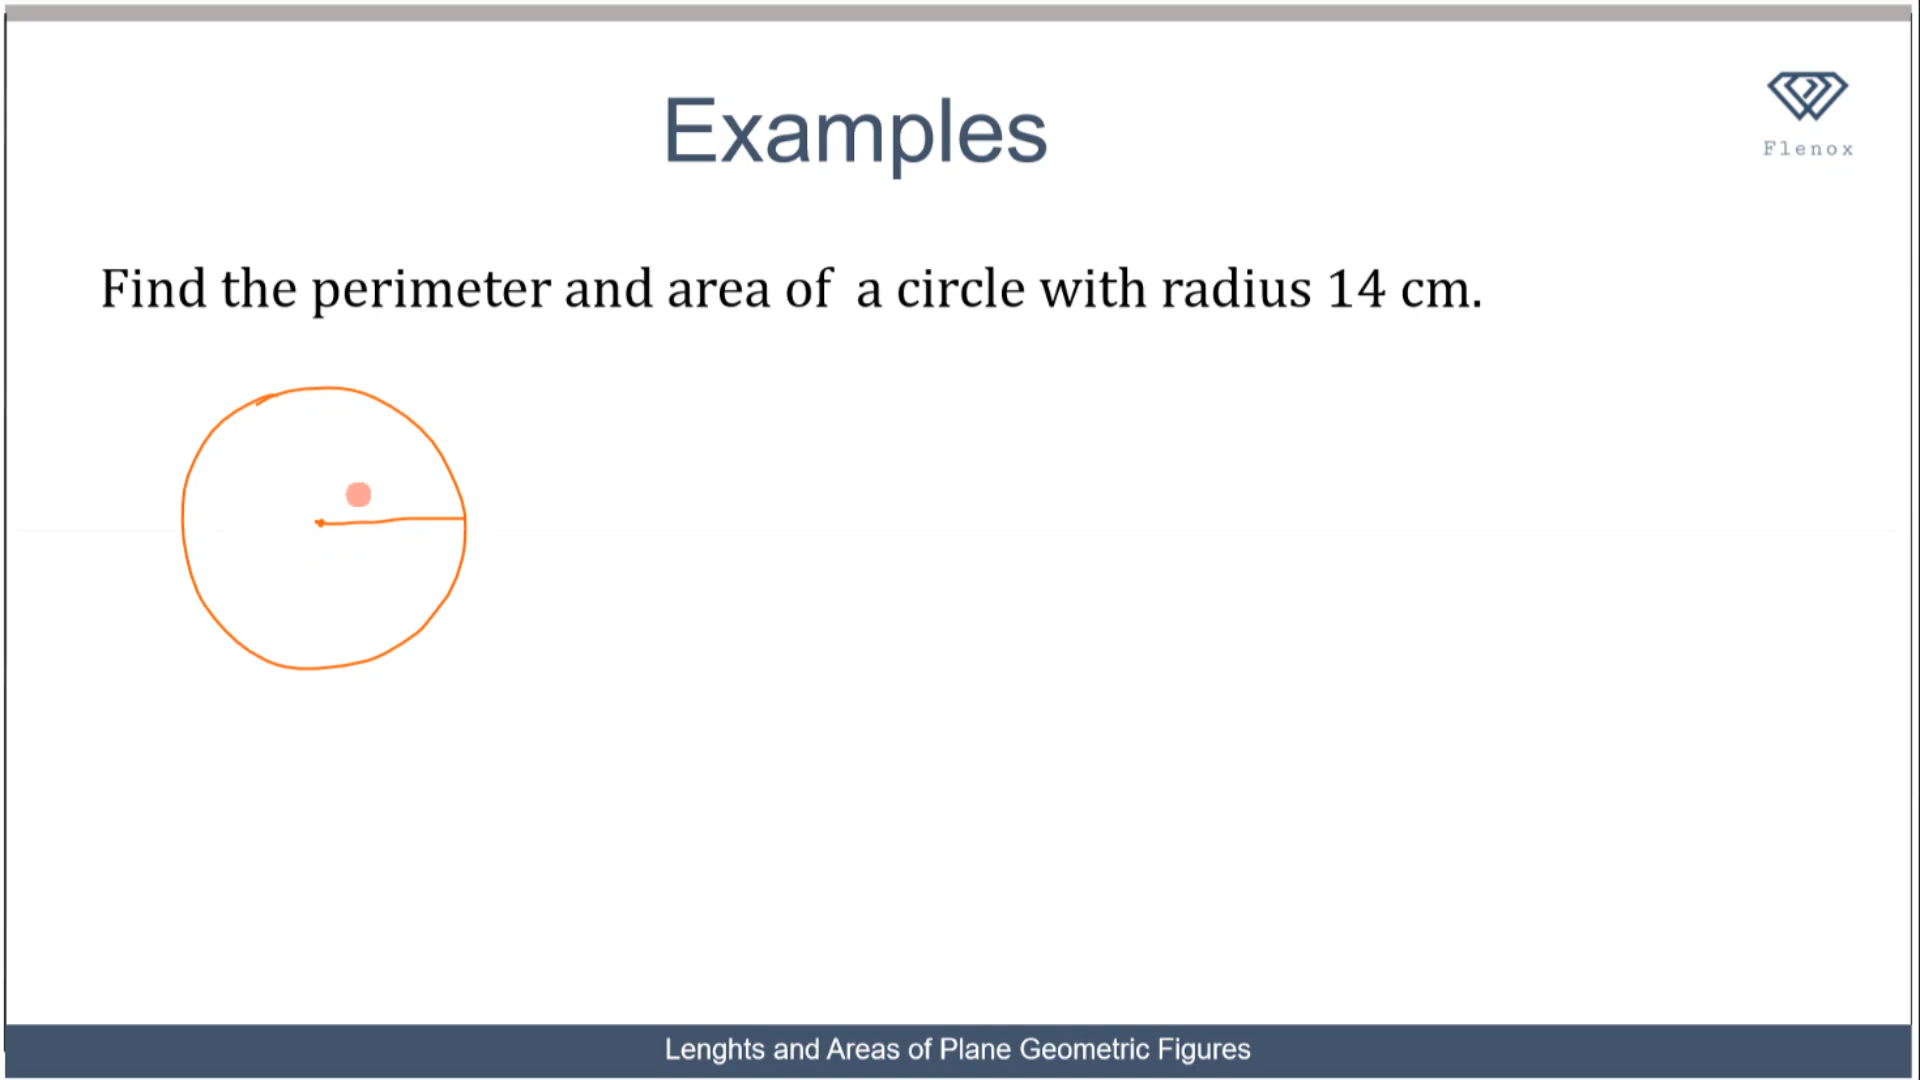 Examples
Flenox
Find the perimeter and area of a circle with radius 14 cm.
Lenghts and Areas of Plane Geometric Figures